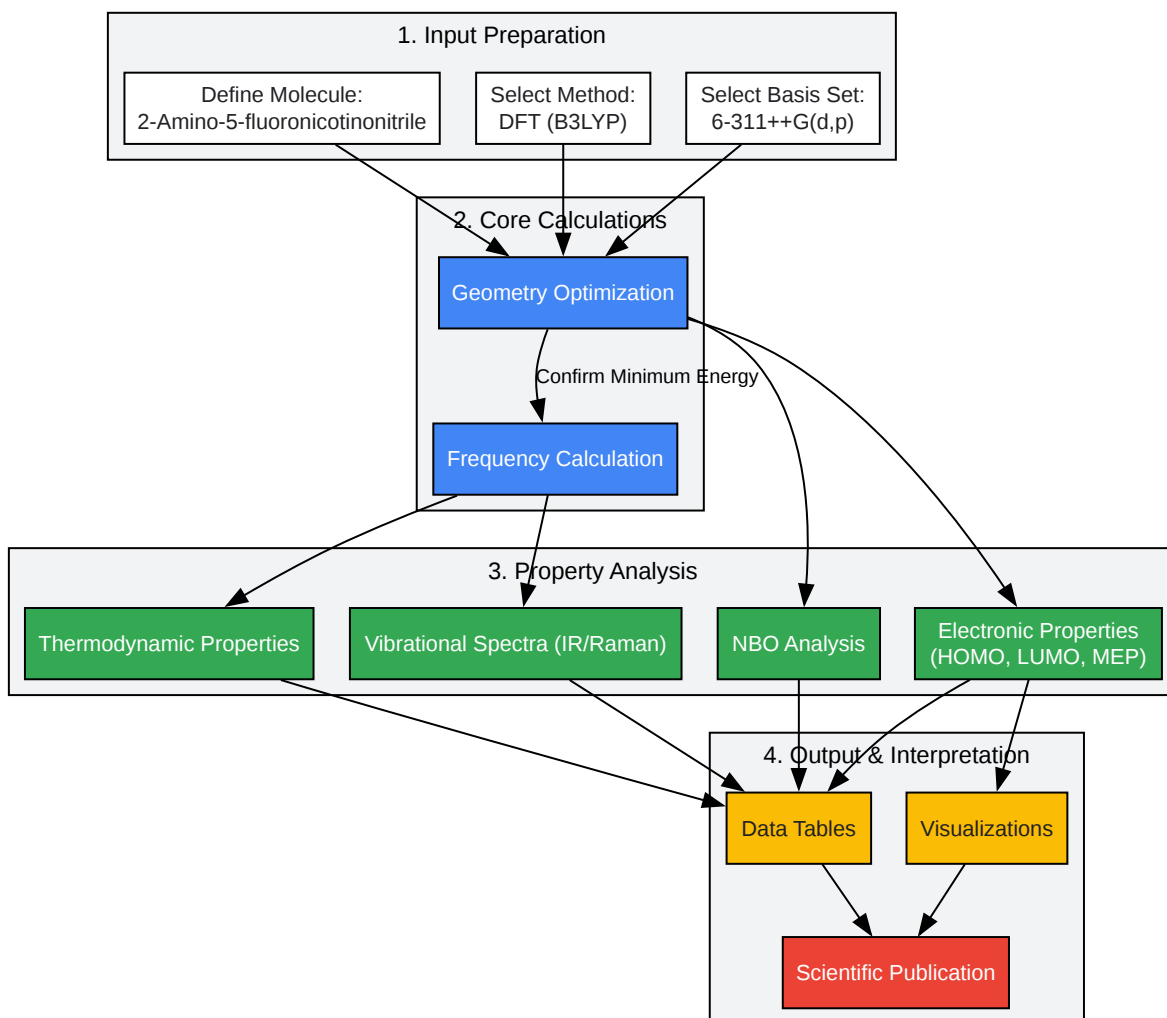 1. Input Preparation
Define Molecule:
2-Amino-5-fluoronicotinonitrile
Select Method:
DFT (B3LYP)
Select Basis Set:
6-311++G(d,p)
2. Core Calculations
Geometry Optimization
Confirm Minimum Energy
Frequency Calculation
3. Property Analysis
Thermodynamic Properties
Vibrational Spectra (IR/Raman)
NBO Analysis
Electronic Properties
(HOMO, LUMO, MEP)
4. Output & Interpretation
Data Tables
Visualizations
Scientific Publication